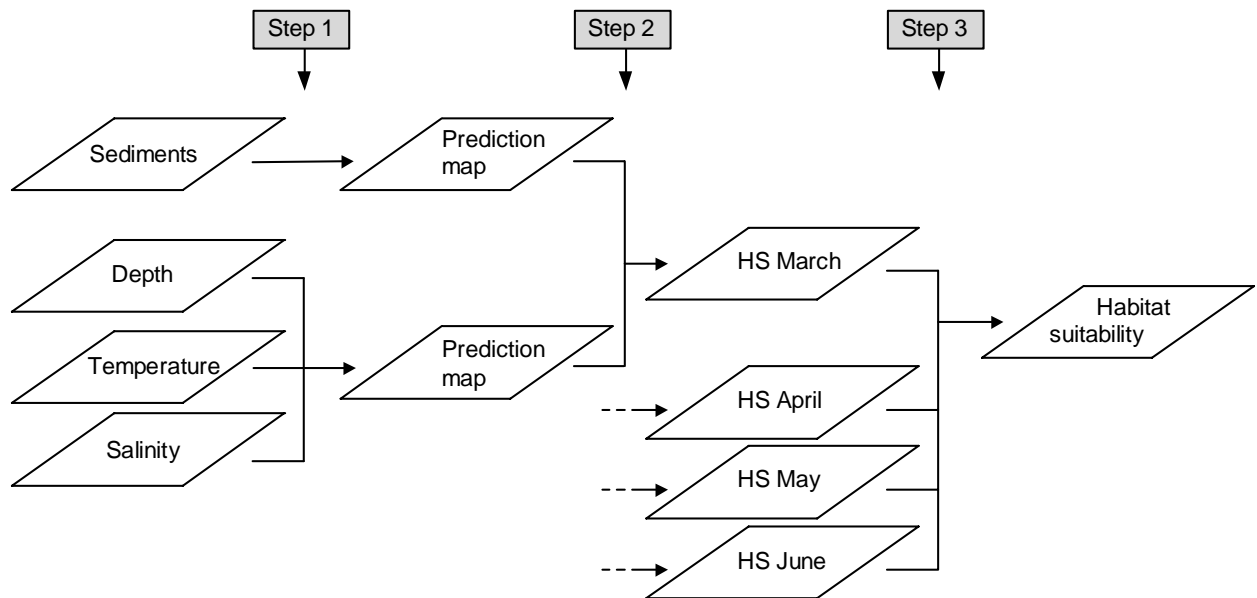 Step 1
Step 2
Step 3
Sediments
Prediction
map
Depth
HS March
Habitat
suitability
Temperature
Prediction
map
HS April
Salinity
HS May
HS June